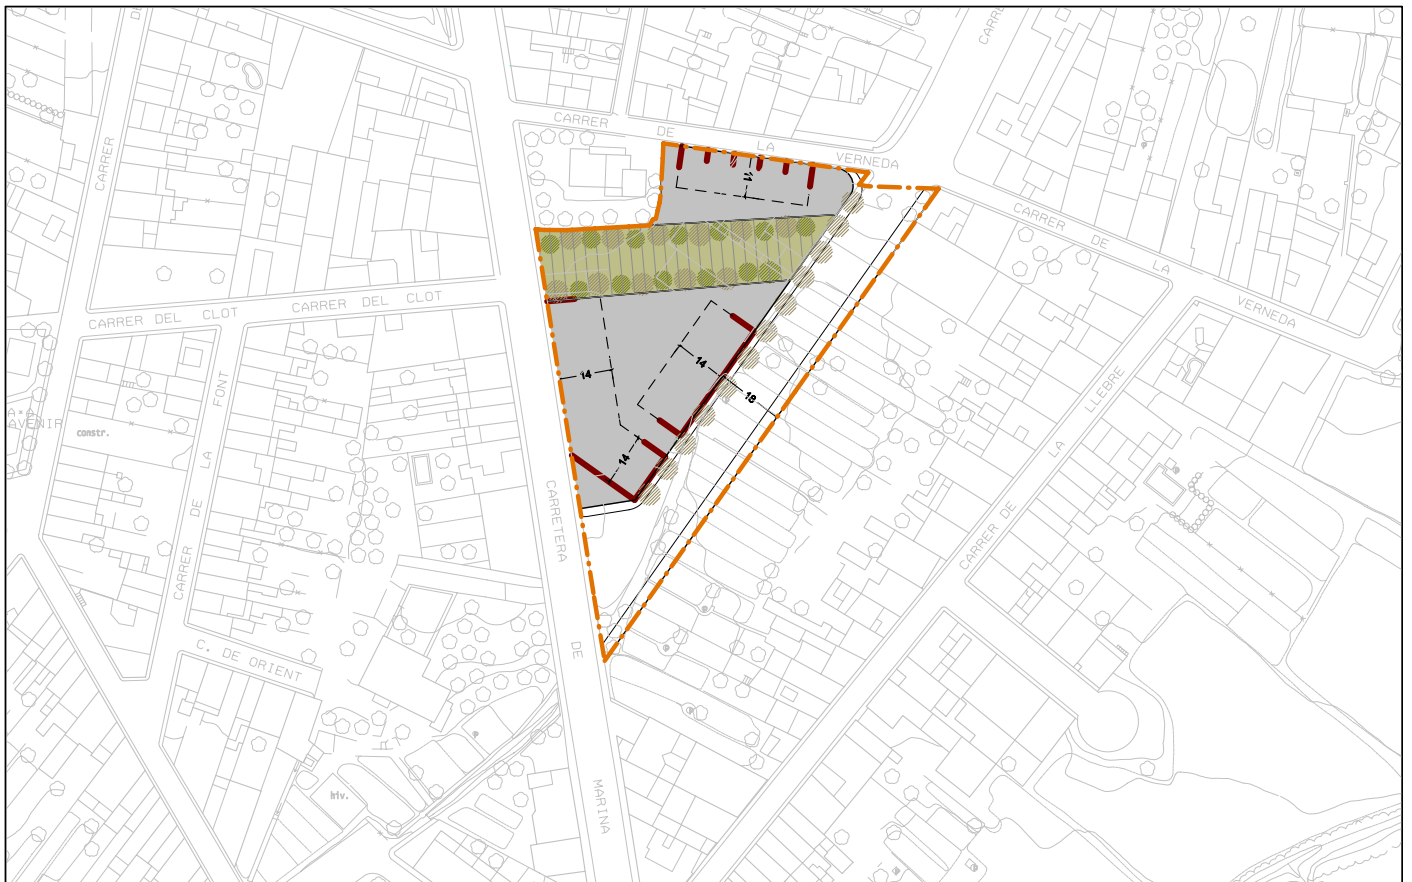 CARRER
DE
LA
VERNEDA
CARRER
CARRER
DE
LA
VERNEDA
CARRER DEL CLOT
CARRER DEL CLOT
11
14
14
18
14
CARRER
DE
LA
FONT
AVENIR
constr.
CARRETERA
DE
MARINA
CARRER DE
LA
LLEBRE
C. DE ORIENT
hiv.